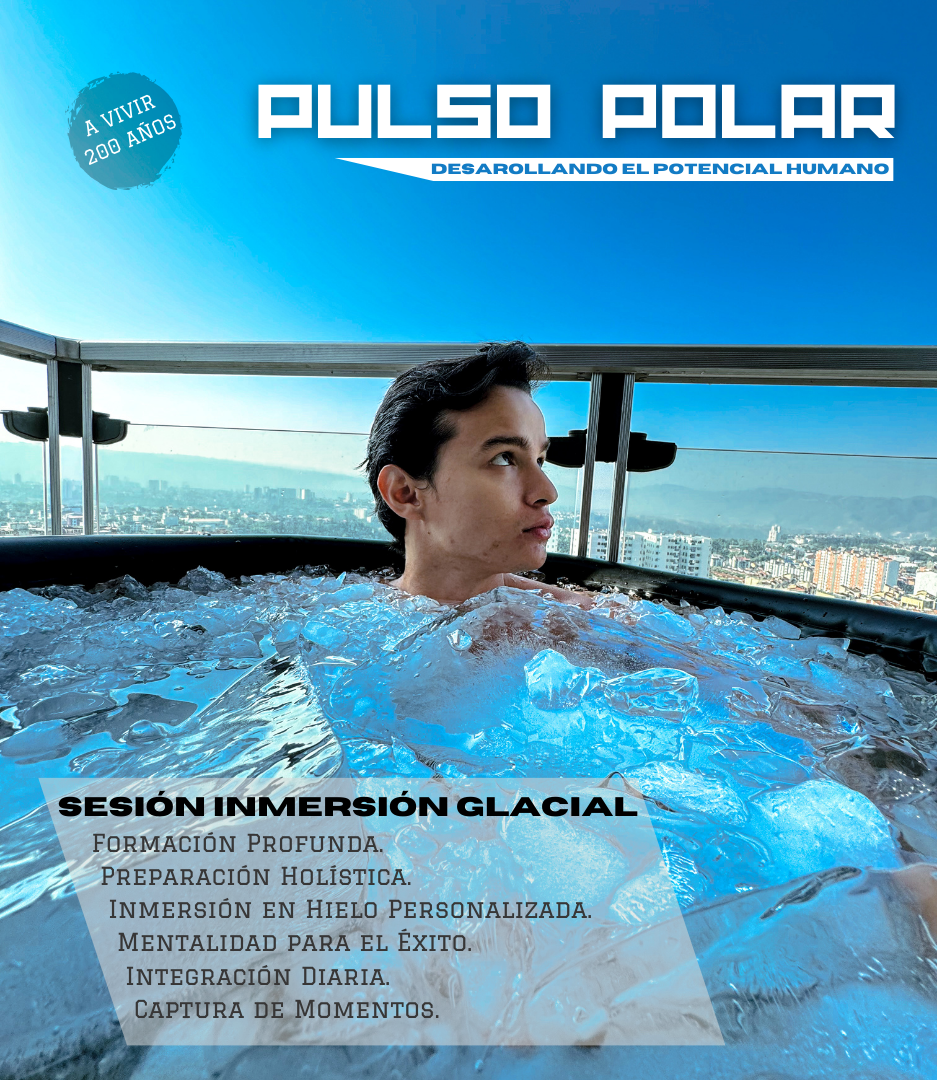 A VIVIR
200 AÑOS
PULSO POLAR
DESAROLLANDO EL POTENCIAL HUMANO
SESIÓN INMERSIÓN GLACIAL
Formación Profunda.
Preparación Holística.
Inmersión en Hielo Personalizada.
Mentalidad para el Éxito.
Integración Diaria.
Captura de Momentos.